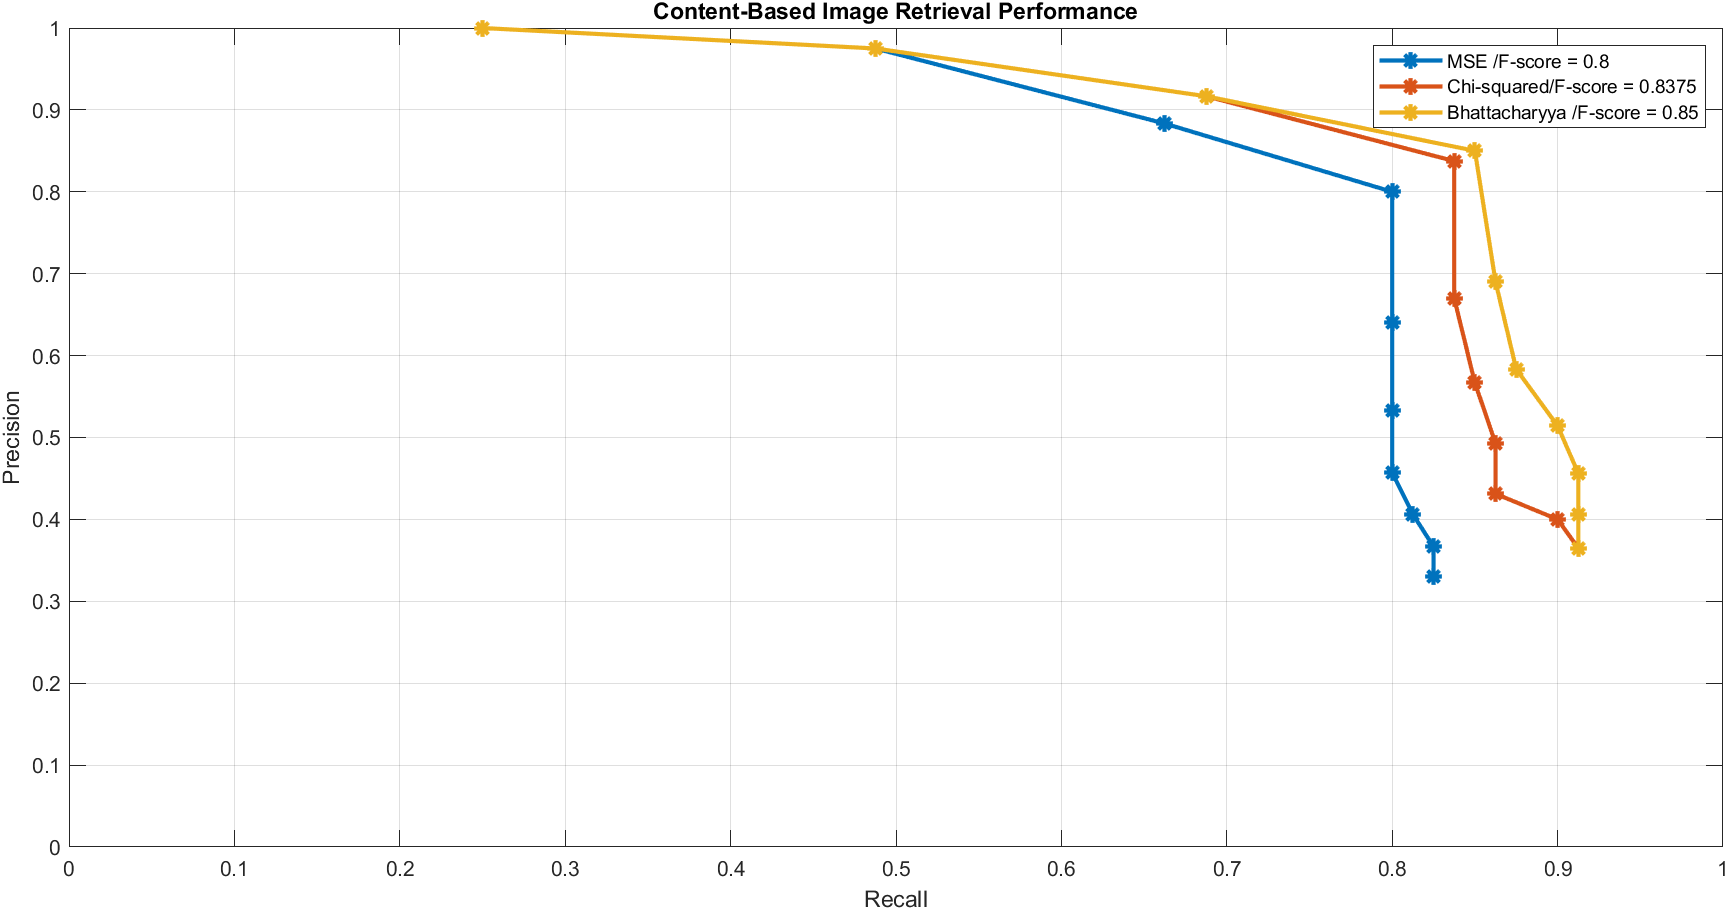 Content-Based Image Retrieval Performance
MSE /F-score = 0.8
Chi-squared/F-score = 0.8375
Bhattacharyya /F-score = 0.85
Precision
1
0.9
0.8
0.7
0.6
0.5
0.4
0.3
0.2
0.1
0
0 0.1 0.2 0.3 0.4 0.5 0.6 0.7 0.8 0.9 1
Recall